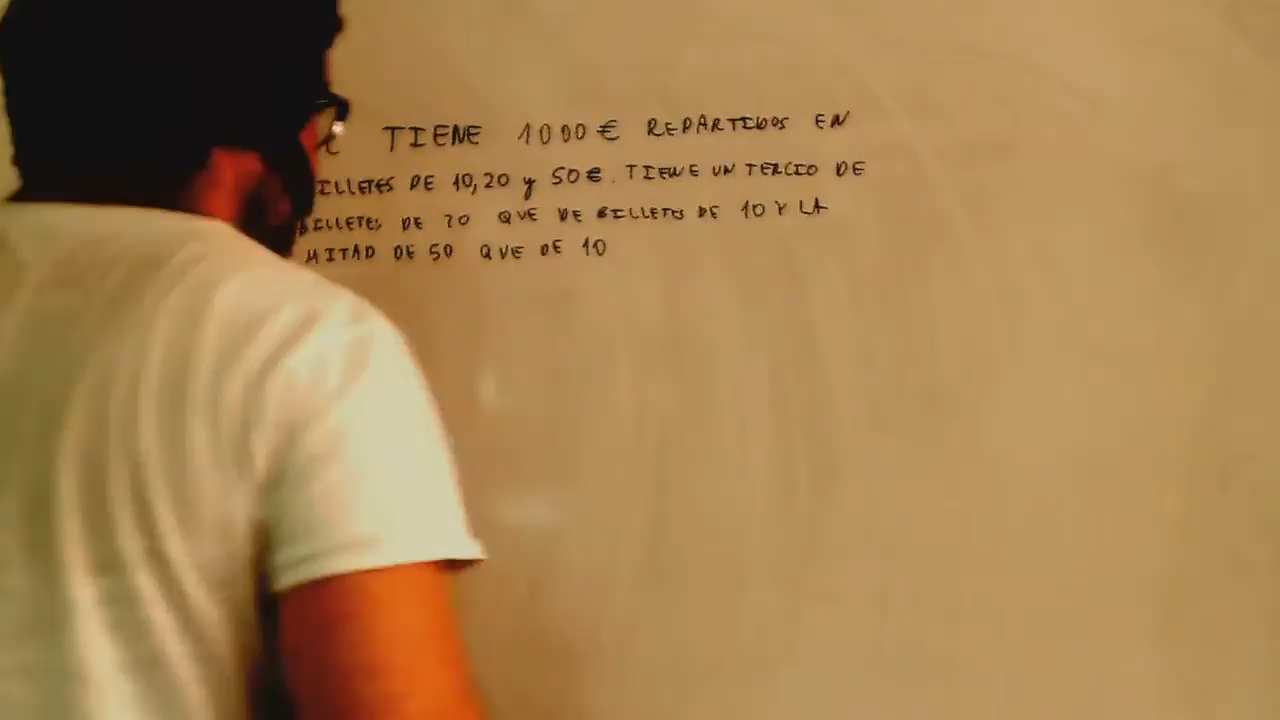 TIENE 1000 € REPARTIDOS EN
ILLETES DE 10,20 y 50€. TIENE UN TERCIO DE
BILLETES DE 20 QUE DE BILLETES DE 10 Y LA
MITAD DE 50 QUE DE 10